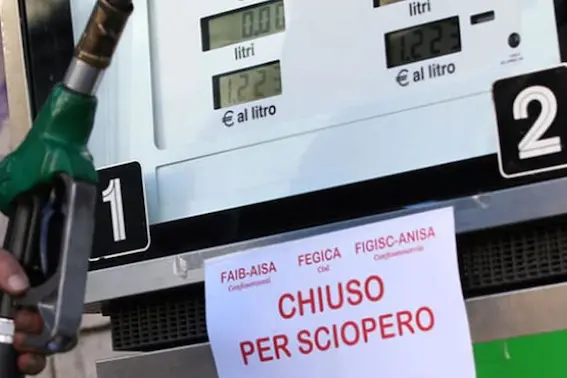 0.00
litri
1.223
€ al litro
1.223
€ al litro
1
2
FAIB-AISA
Confesercenti
FEGICA
Cisl
FIGISC-ANISA
Confcommercio
CHIUSO
PER SCIOPERO